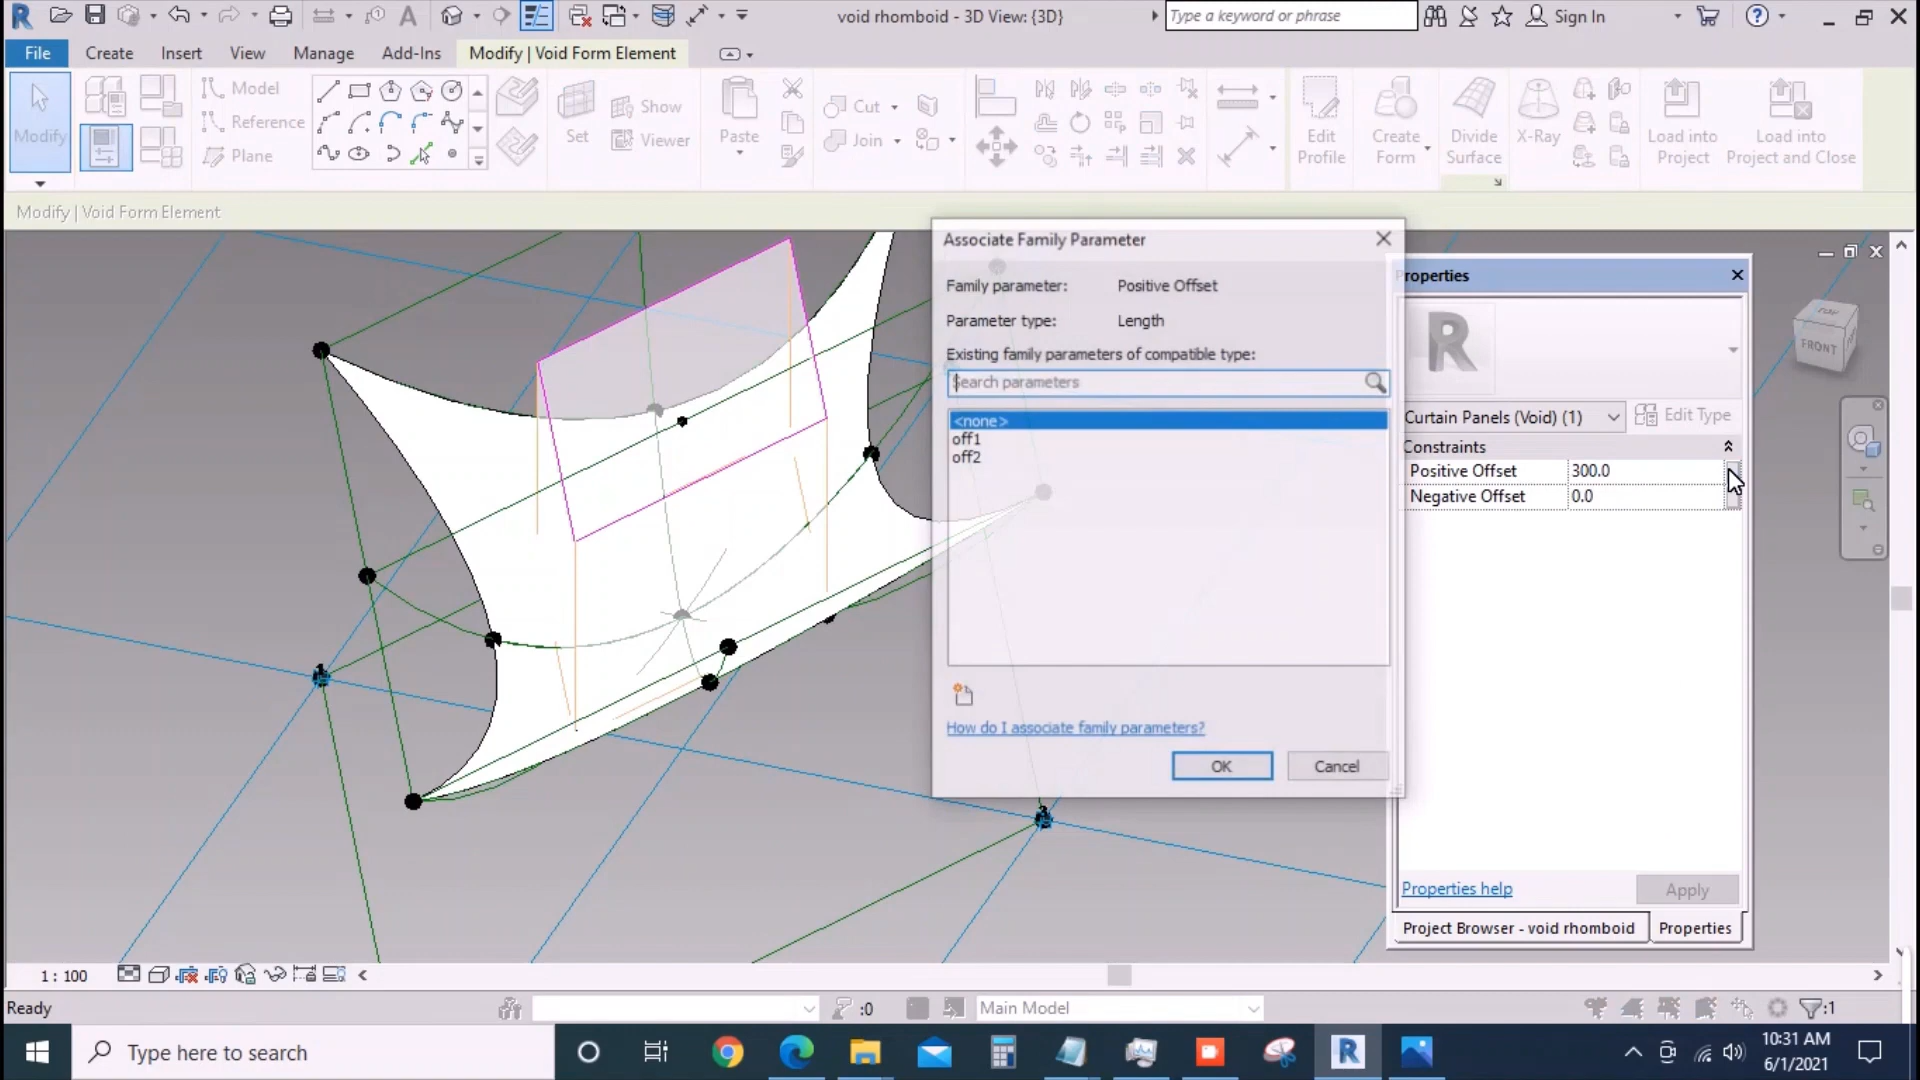 void rhomboid - 3D View: {3D}
Type a keyword or phrase
Sign In
File
Create
Insert
View
Manage
Add-Ins
Modify | Void Form Element
Modify
Model
Reference
Plane
Set
Show
Viewer
Paste
Cut
Join
Edit
Profile
Create
Form
Divide
Surface
X-Ray
Load into
Project
Load into
Project and Close
Modify | Void Form Element
Associate Family Parameter
Family parameter:
Positive Offset
Parameter type:
Length
Existing family parameters of compatible type:
Search parameters
<none>
off1
off2
How do I associate family parameters?
OK
Cancel
Properties
R
Curtain Panels (Void) (1)
Edit Type
Constraints
Positive Offset
300.0
Negative Offset
0.0
Properties help
Apply
Project Browser - void rhomboid
Properties
TOP
FRONT
1 : 100
Ready
:0
Main Model
:1
Type here to search
10:31 AM
6/1/2021